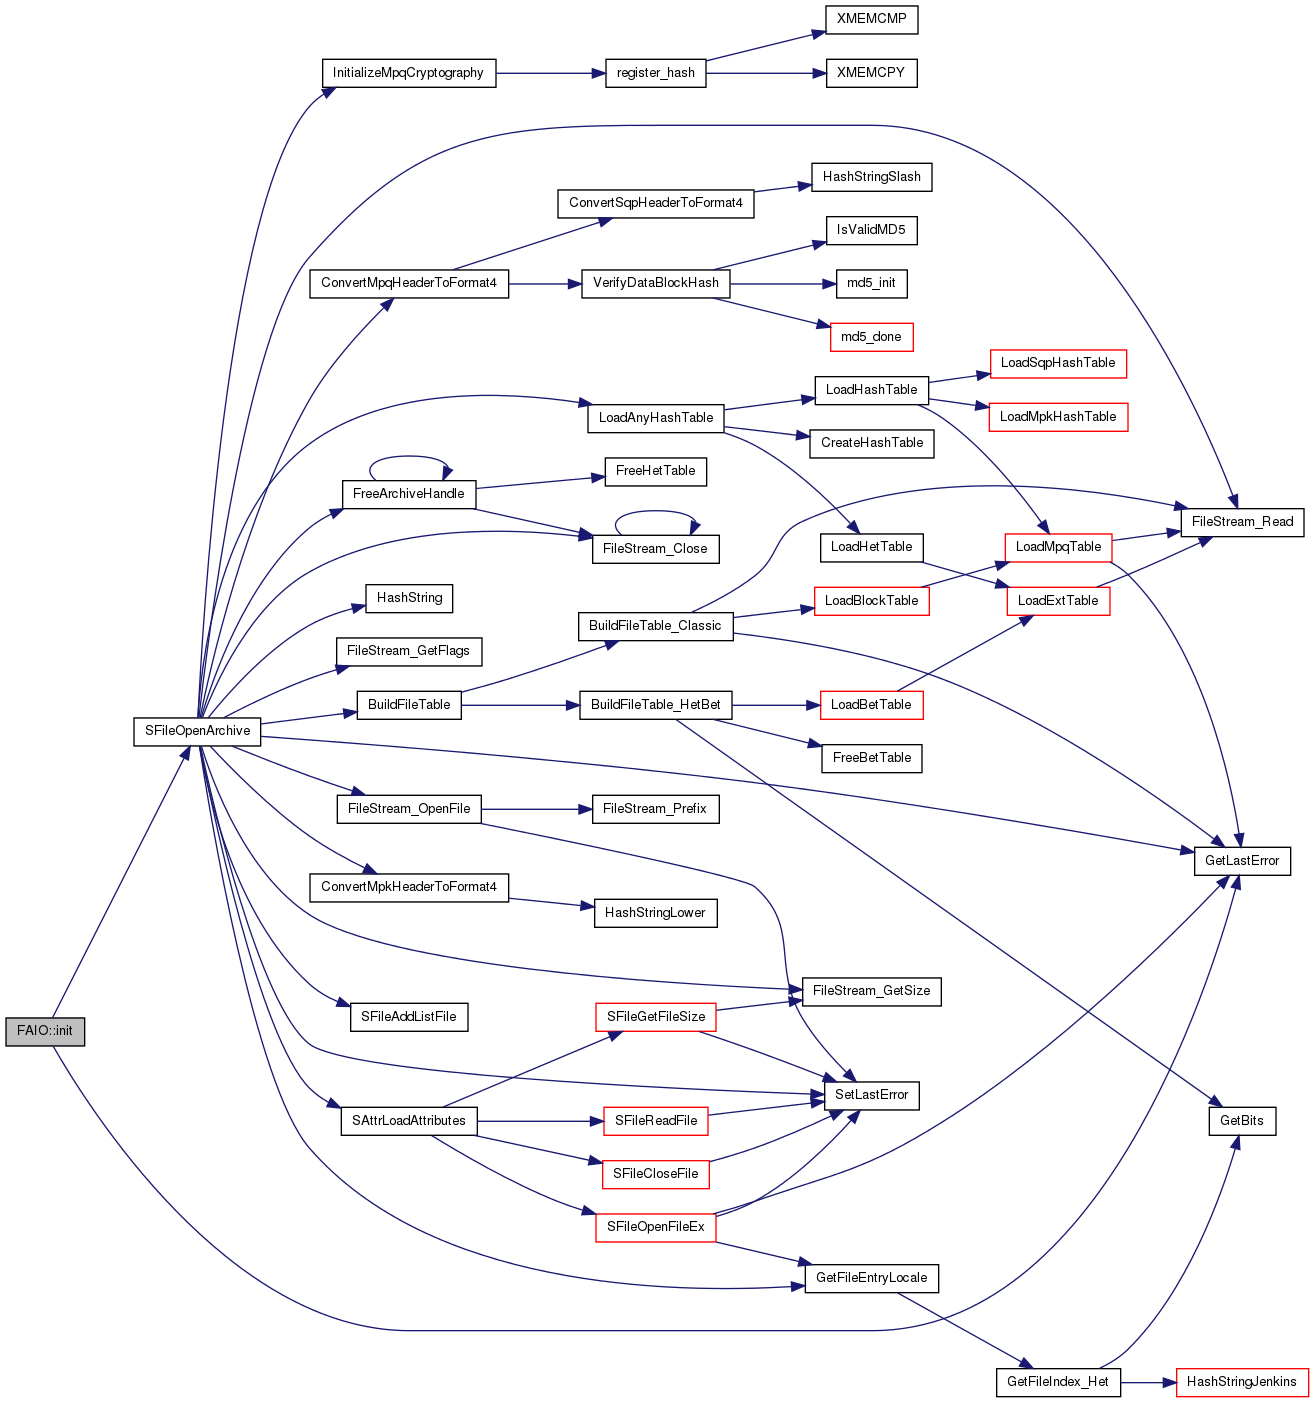 XMEMCMP
InitializeMpqCryptography
register_hash
XMEMCPY
HashStringSlash
ConvertSqpHeaderToFormat4
IsValidMD5
ConvertMpqHeaderToFormat4
VerifyDataBlockHash
md5_init
md5_done
LoadSqpHashTable
LoadHashTable
LoadAnyHashTable
LoadMpkHashTable
CreateHashTable
FreeHetTable
FreeArchiveHandle
FileStream_Read
FileStream_Close
LoadHetTable
LoadMpqTable
HashString
LoadBlockTable
LoadExtTable
BuildFileTable_Classic
FileStream_GetFlags
BuildFileTable
BuildFileTable_HetBet
LoadBetTable
SFileOpenArchive
FreeBetTable
FileStream_OpenFile
FileStream_Prefix
GetLastError
ConvertMpkHeaderToFormat4
HashStringLower
FileStream_GetSize
SFileAddListFile
SFileGetFileSize
FAIO::init
SetLastError
SAttrLoadAttributes
SFileReadFile
GetBits
SFileCloseFile
SFileOpenFileEx
GetFileEntryLocale
GetFileIndex_Het
HashStringJenkins